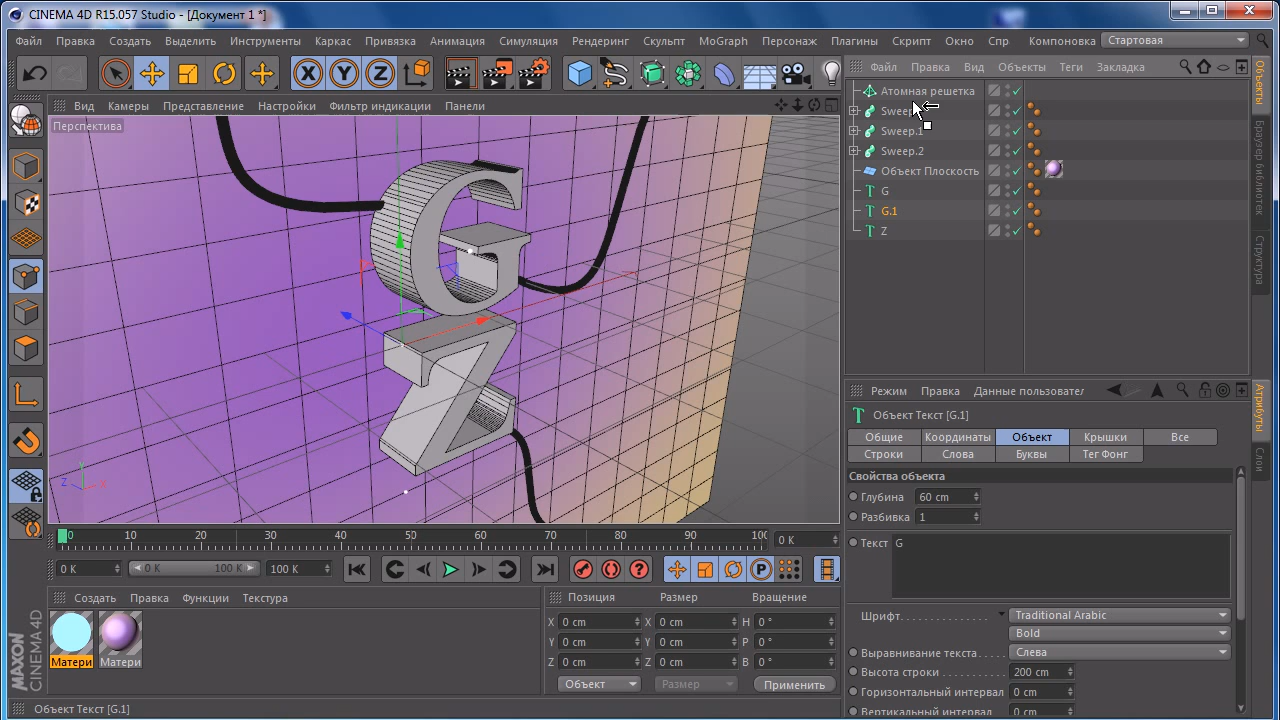 CINEMA 4D R15.057 Studio - [Документ 1 *]
Файл Правка Создать Выделить Инструменты Каркас Привязка Анимация Симуляция Рендеринг Скульпт MoGraph Персонаж Плагины Скрипт Окно Спр Компоновка Стартовая
X Y Z
Файл Правка Вид Объекты Теги Закладка
Вид Камеры Представление Настройки Фильтр индикации Панели
Перспектива
Атомная решетка
Sweep
Sweep.1
Sweep.2
Объект Плоскость
G
G.1
Z
Объекты
Браузер библиотек
Структура
G
Z
Y
Z X
Режим Правка Данные пользовател
Объект Текст [G.1]
Общие Координаты Объект Крышки Все
Строки Слова Буквы Тег Фонг
Атрибуты
Слои
Свойства объекта
Глубина 60 cm
Разбивка 1
Текст G
Шрифт Traditional Arabic
Bold
Выравнивание текста Слева
Высота строки 200 cm
Горизонтальный интервал 0 cm
Вертикальный интервал 0 cm
0 10 20 30 40 50 60 70 80 90 100 0 K
0 K 0 K 100 K 100 K
P
Создать Правка Функции Текстура
Матери Матери
Позиция Размер Вращение
X 0 cm X 0 cm H 0 °
Y 0 cm Y 0 cm P 0 °
Z 0 cm Z 0 cm B 0 °
Объект Размер Применить
MAXON
CINEMA 4D
Объект Текст [G.1]